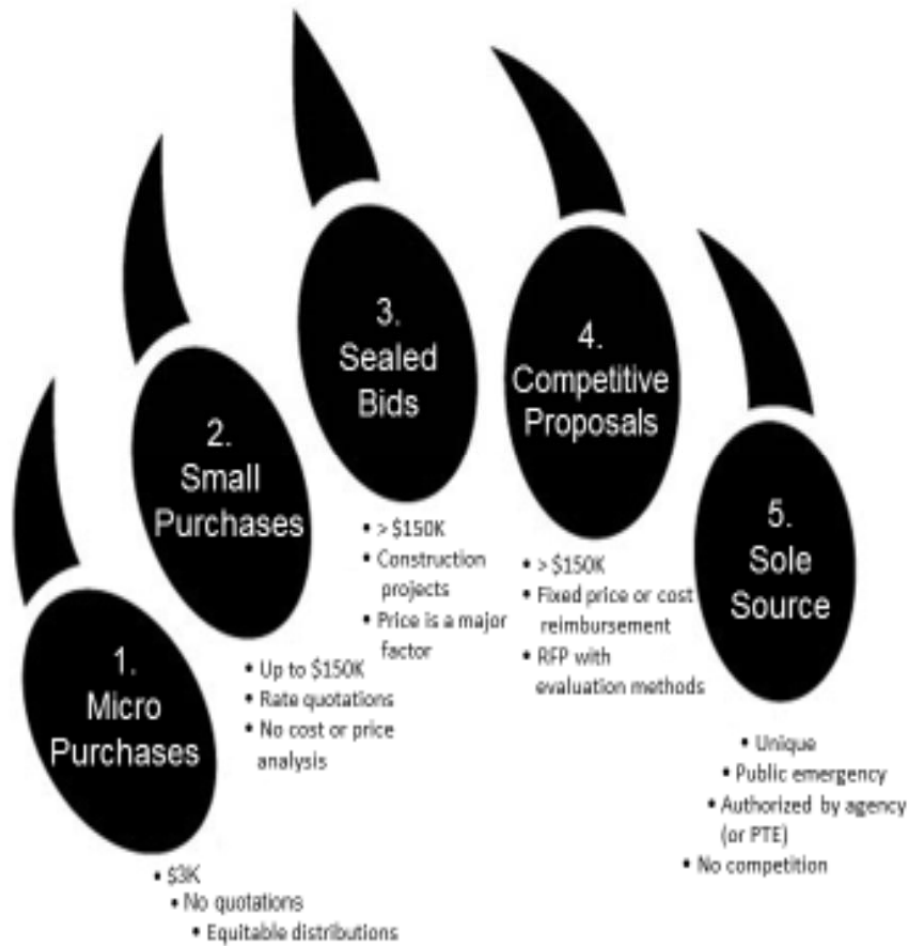 1.
Micro
Purchases
• $3K
• No quotations
• Equitable distributions
2.
Small
Purchases
• Up to $150K
• Rate quotations
• No cost or price
analysis
3.
Sealed
Bids
• > $150K
• Construction
projects
• Price is a major
factor
4.
Competitive
Proposals
• > $150K
• Fixed price or cost
reimbursement
• RFP with
evaluation methods
5.
Sole
Source
• Unique
• Public emergency
• Authorized by agency
(or PTE)
• No competition